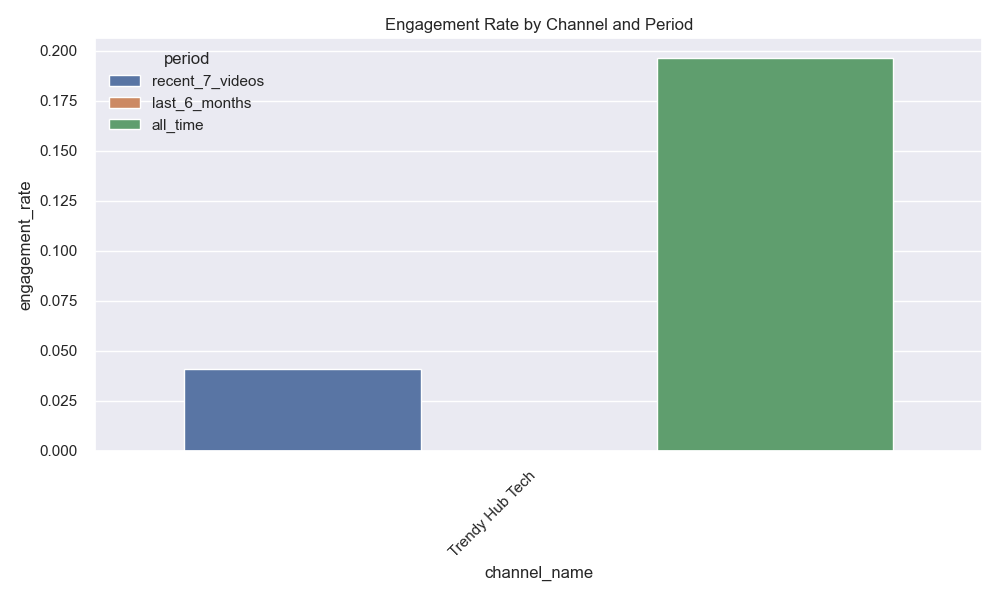 Engagement Rate by Channel and Period
period
recent_7_videos
last_6_months
all_time
engagement_rate
0.200
0.175
0.150
0.125
0.100
0.075
0.050
0.025
0.000
Trendy Hub Tech
channel_name